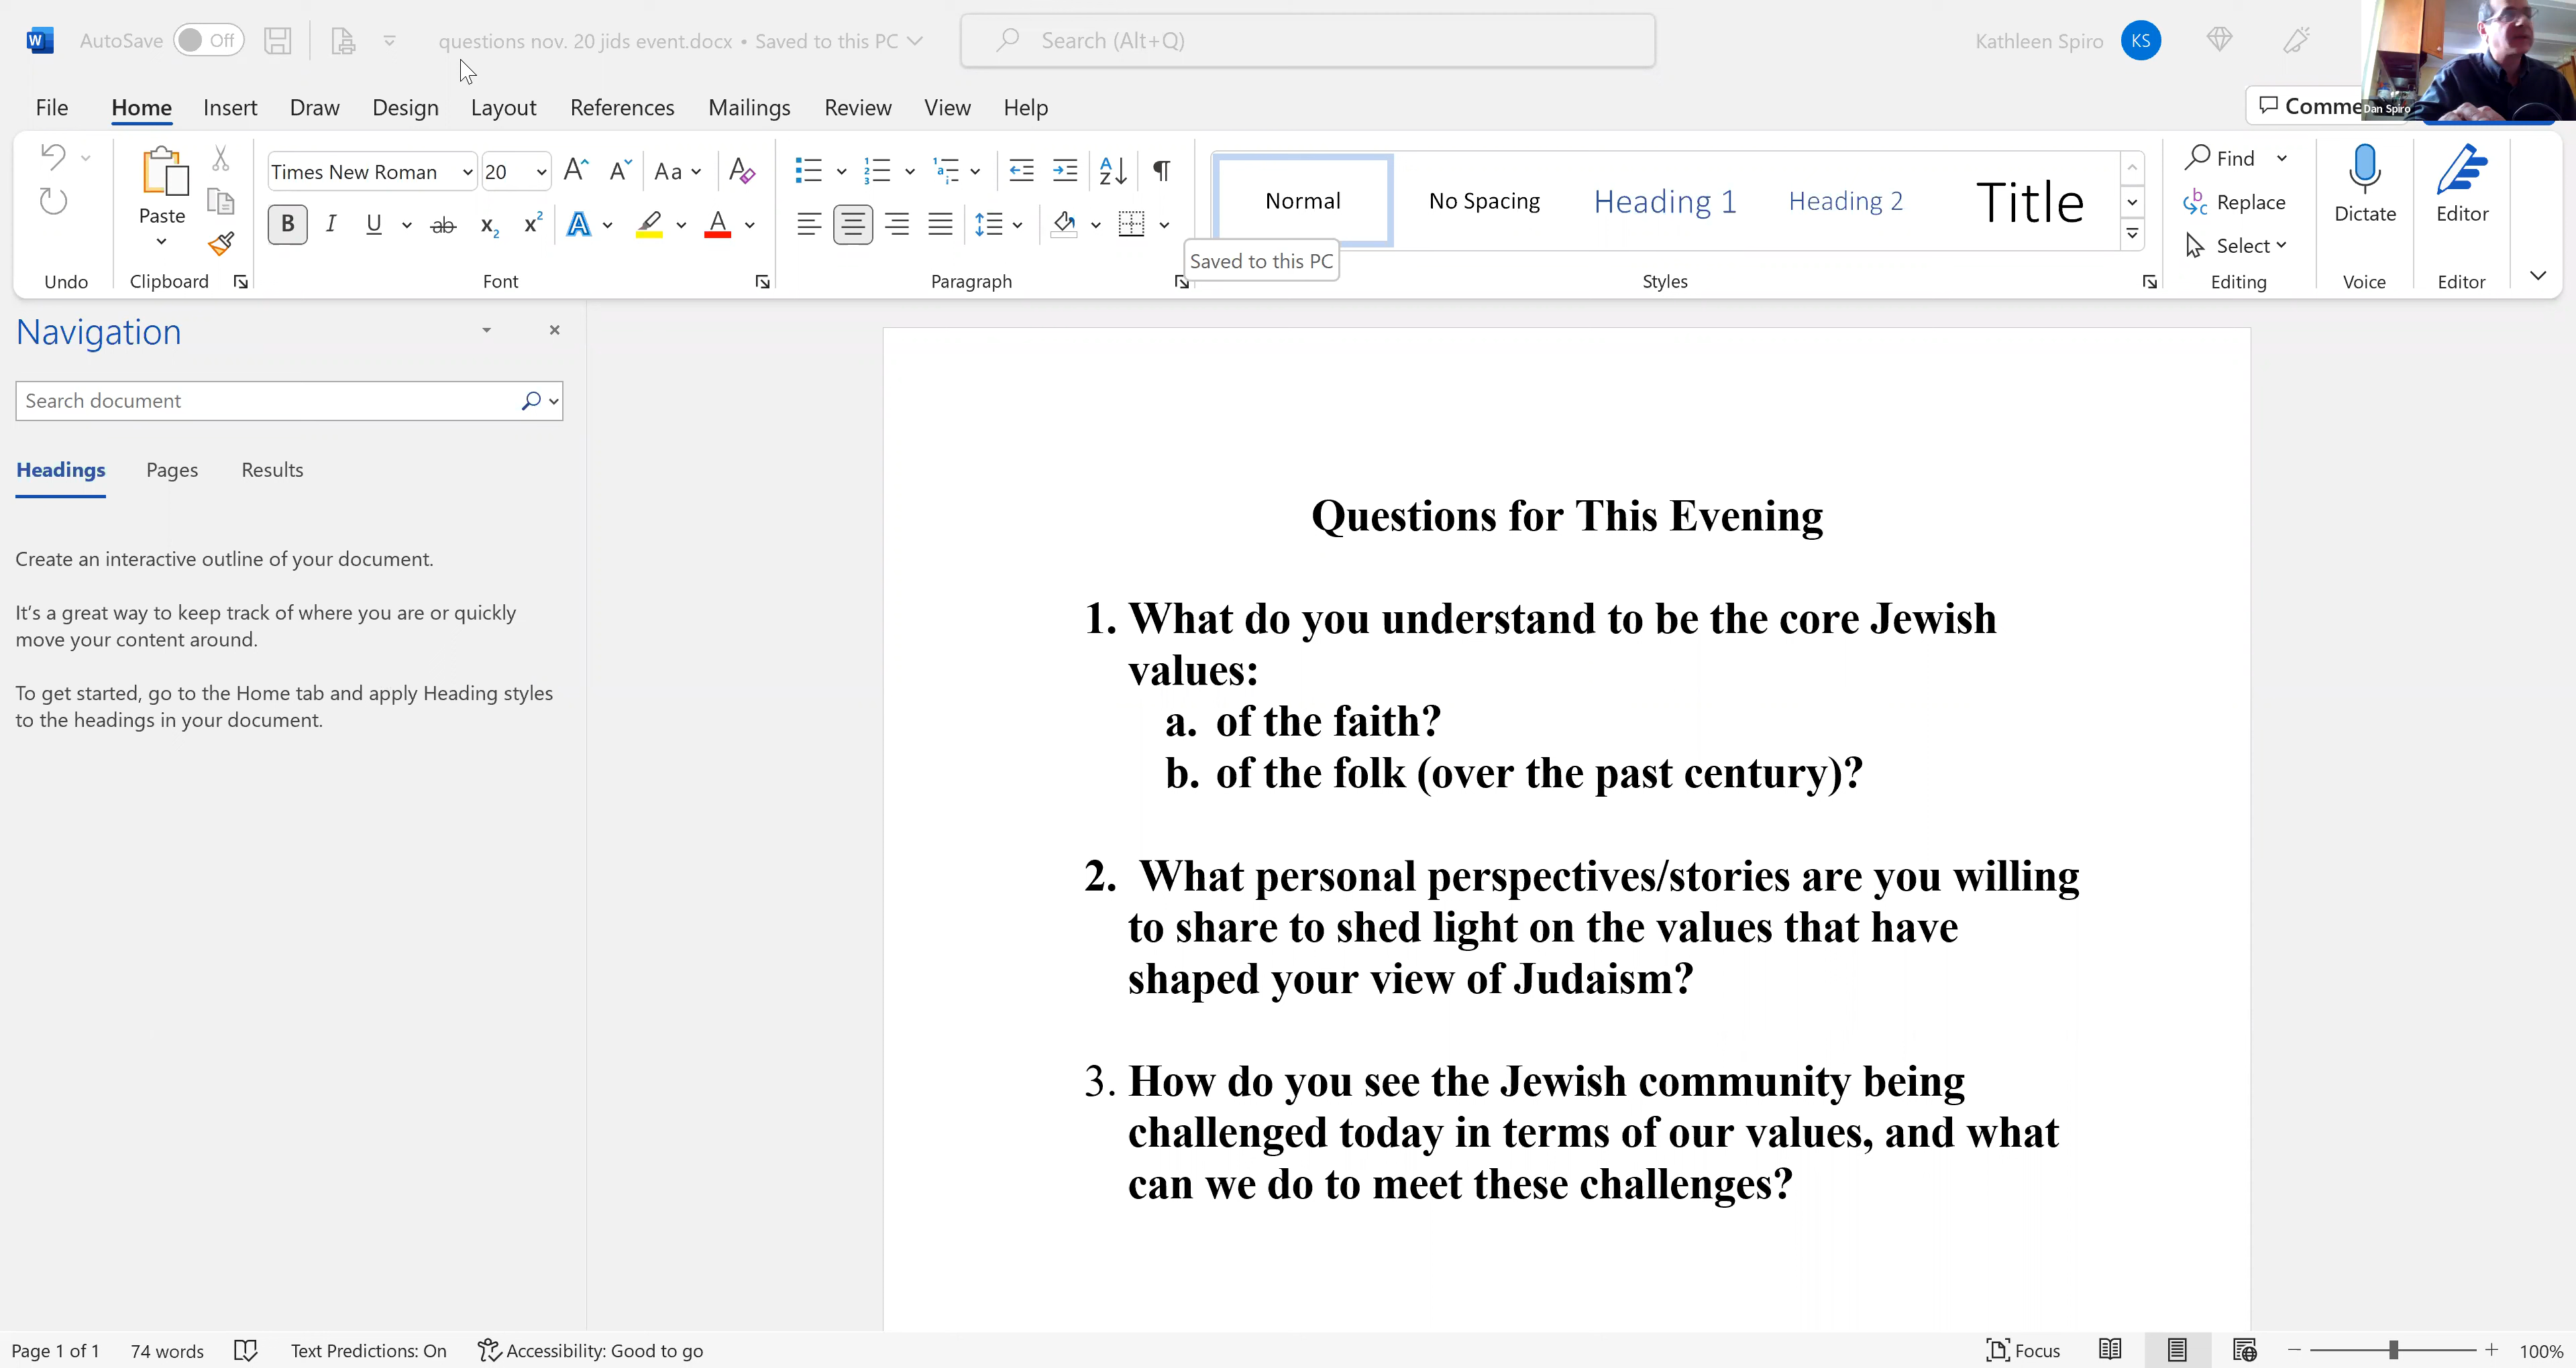 AutoSave Off questions nov. 20 jids event.docx • Saved to this PC Search (Alt+Q) Kathleen Spiro KS
File Home Insert Draw Design Layout References Mailings Review View Help Comme Dan Spiro
Times New Roman 20 Aa
Paste
Normal No Spacing Heading 1 Heading 2 Title
Find
Replace
Select
Dictate Editor
Saved to this PC
Undo Clipboard Font Paragraph Styles Editing Voice Editor
Navigation
Search document
Headings Pages Results
Create an interactive outline of your document.
It's a great way to keep track of where you are or quickly
move your content around.
To get started, go to the Home tab and apply Heading styles
to the headings in your document.
Questions for This Evening
1. What do you understand to be the core Jewish
values:
a. of the faith?
b. of the folk (over the past century)?
2. What personal perspectives/stories are you willing
to share to shed light on the values that have
shaped your view of Judaism?
3. How do you see the Jewish community being
challenged today in terms of our values, and what
can we do to meet these challenges?
Page 1 of 1 74 words Text Predictions: On Accessibility: Good to go Focus 100%